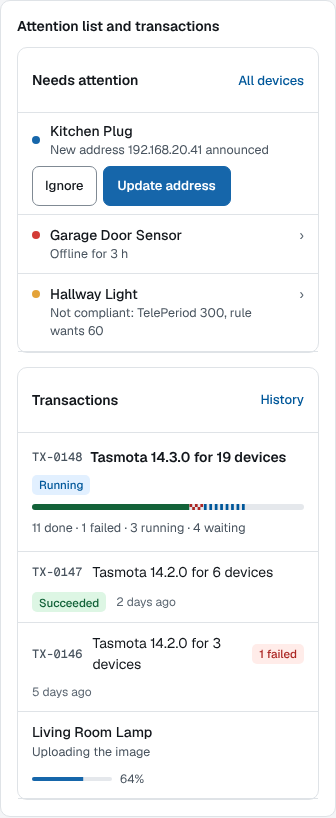 Attention list and transactions
Needs attention
All devices
Kitchen Plug
New address 192.168.20.41 announced
Ignore
Update address
Garage Door Sensor
›
Offline for 3 h
Hallway Light
›
Not compliant: TelePeriod 300, rule
wants 60
Transactions
History
TX-0148 Tasmota 14.3.0 for 19 devices
Running
11 done · 1 failed · 3 running · 4 waiting
TX-0147 Tasmota 14.2.0 for 6 devices
Succeeded 2 days ago
TX-0146 Tasmota 14.2.0 for 3
devices
1 failed
5 days ago
Living Room Lamp
Uploading the image
64%